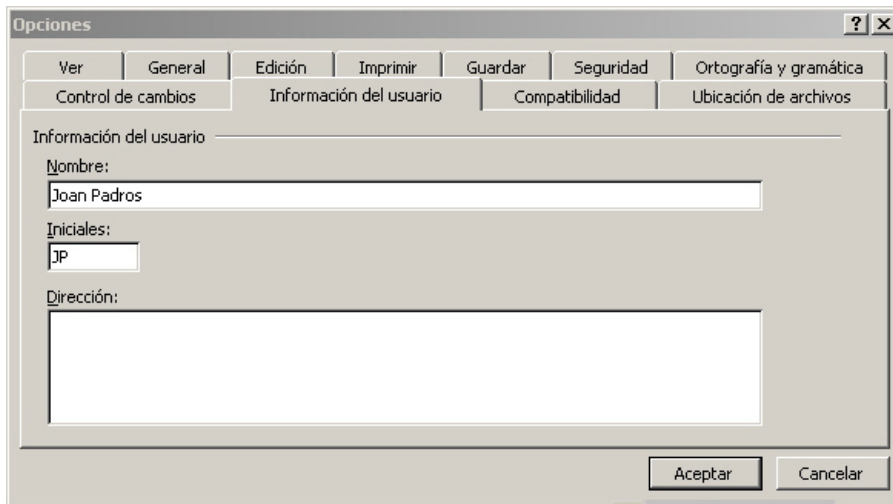 Opciones
Ver General Edición Imprimir Guardar Seguridad Ortografía y gramática
Control de cambios Información del usuario Compatibilidad Ubicación de archivos
Información del usuario
Nombre:
Joan Padros
Iniciales:
JP
Dirección:
Aceptar Cancelar